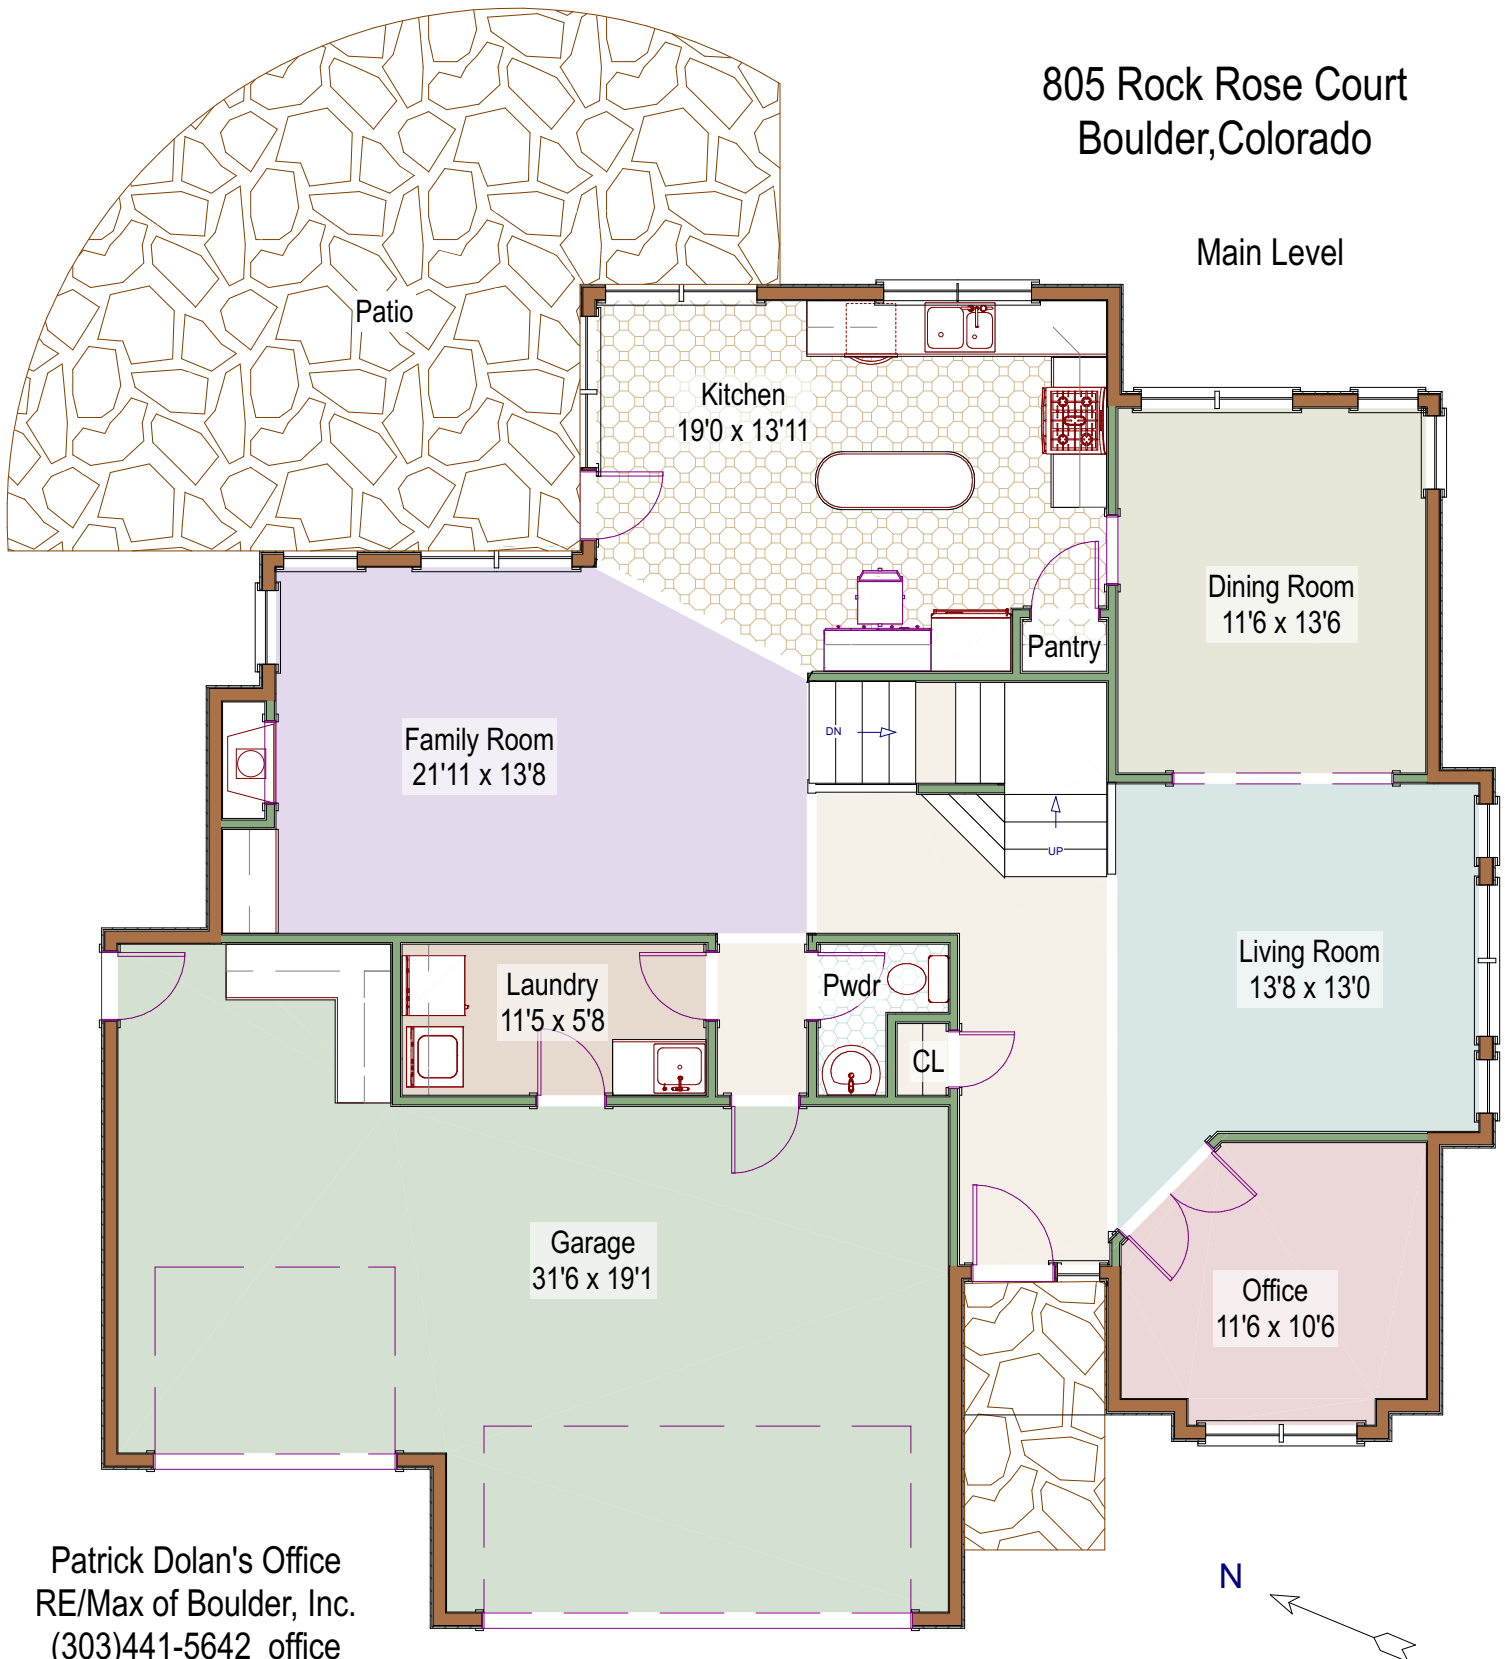 805 Rock Rose Court
Boulder,Colorado
Main Level
Patio
Kitchen
19'0 x 13'11
Dining Room
11'6 x 13'6
Pantry
Family Room
21'11 x 13'8
DN
UP
Living Room
13'8 x 13'0
Laundry
11'5 x 5'8
Pwdr
CL
Garage
31'6 x 19'1
Office
11'6 x 10'6
Patrick Dolan's Office
RE/Max of Boulder, Inc.
(303)441-5642 office
N